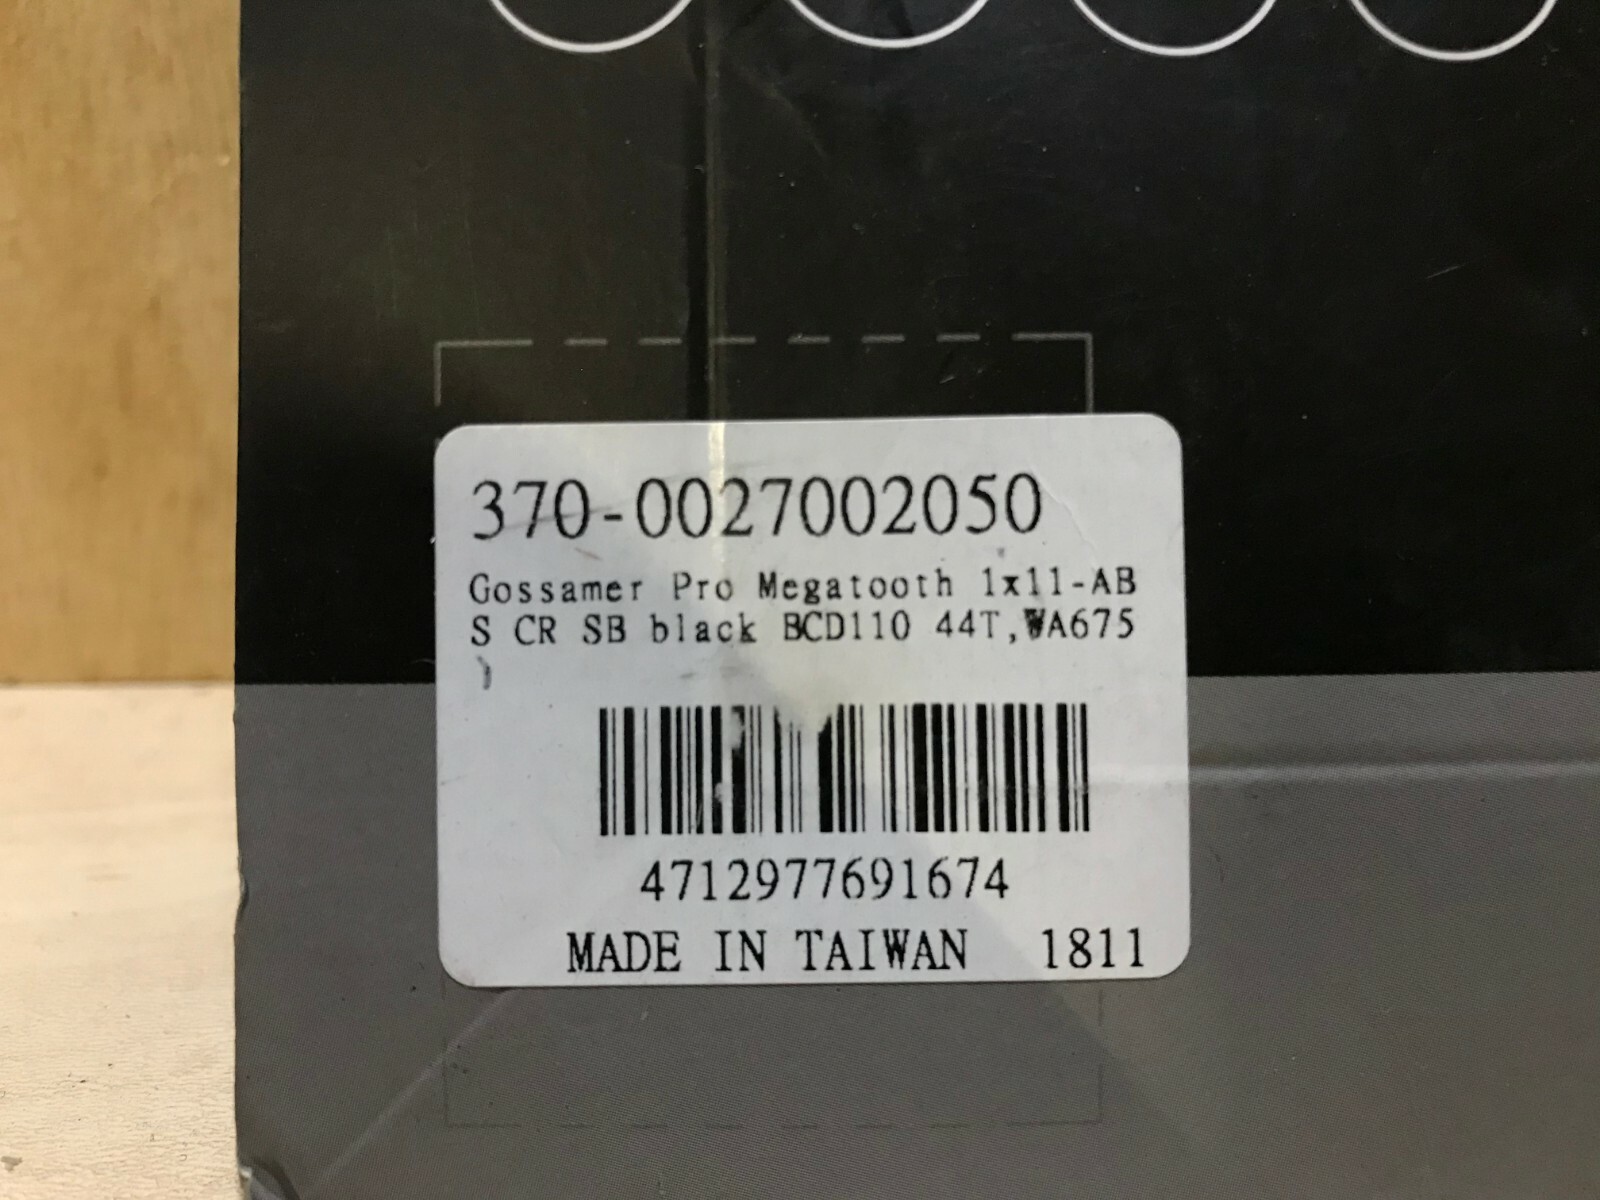 370-0027002050
Gossamer Pro Megatooth 1x11-AB
S CR SB black BCD110 44T,WA675
)
4712977691674
MADE IN TAIWAN 1811